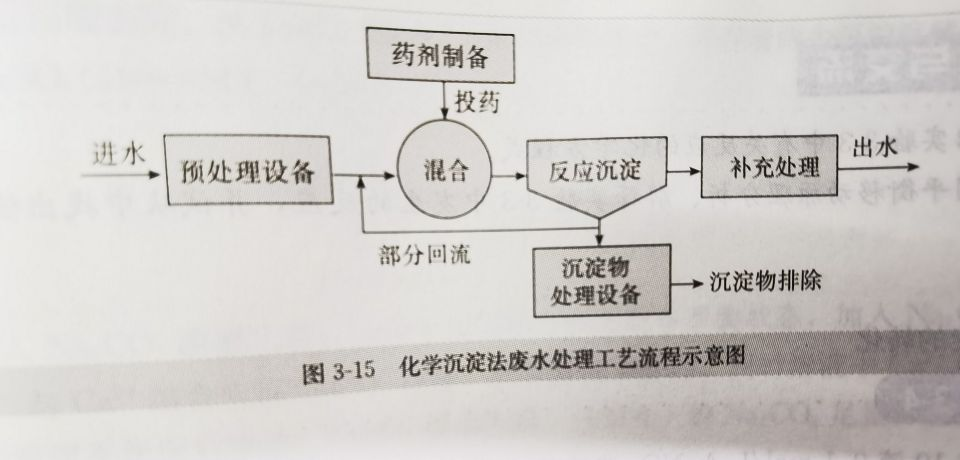 药剂制备
投药
进水
预处理设备
混合
反应沉淀
补充处理
出水
部分回流
沉淀物
处理设备
沉淀物排除
图 3-15 化学沉淀法废水处理工艺流程示意图